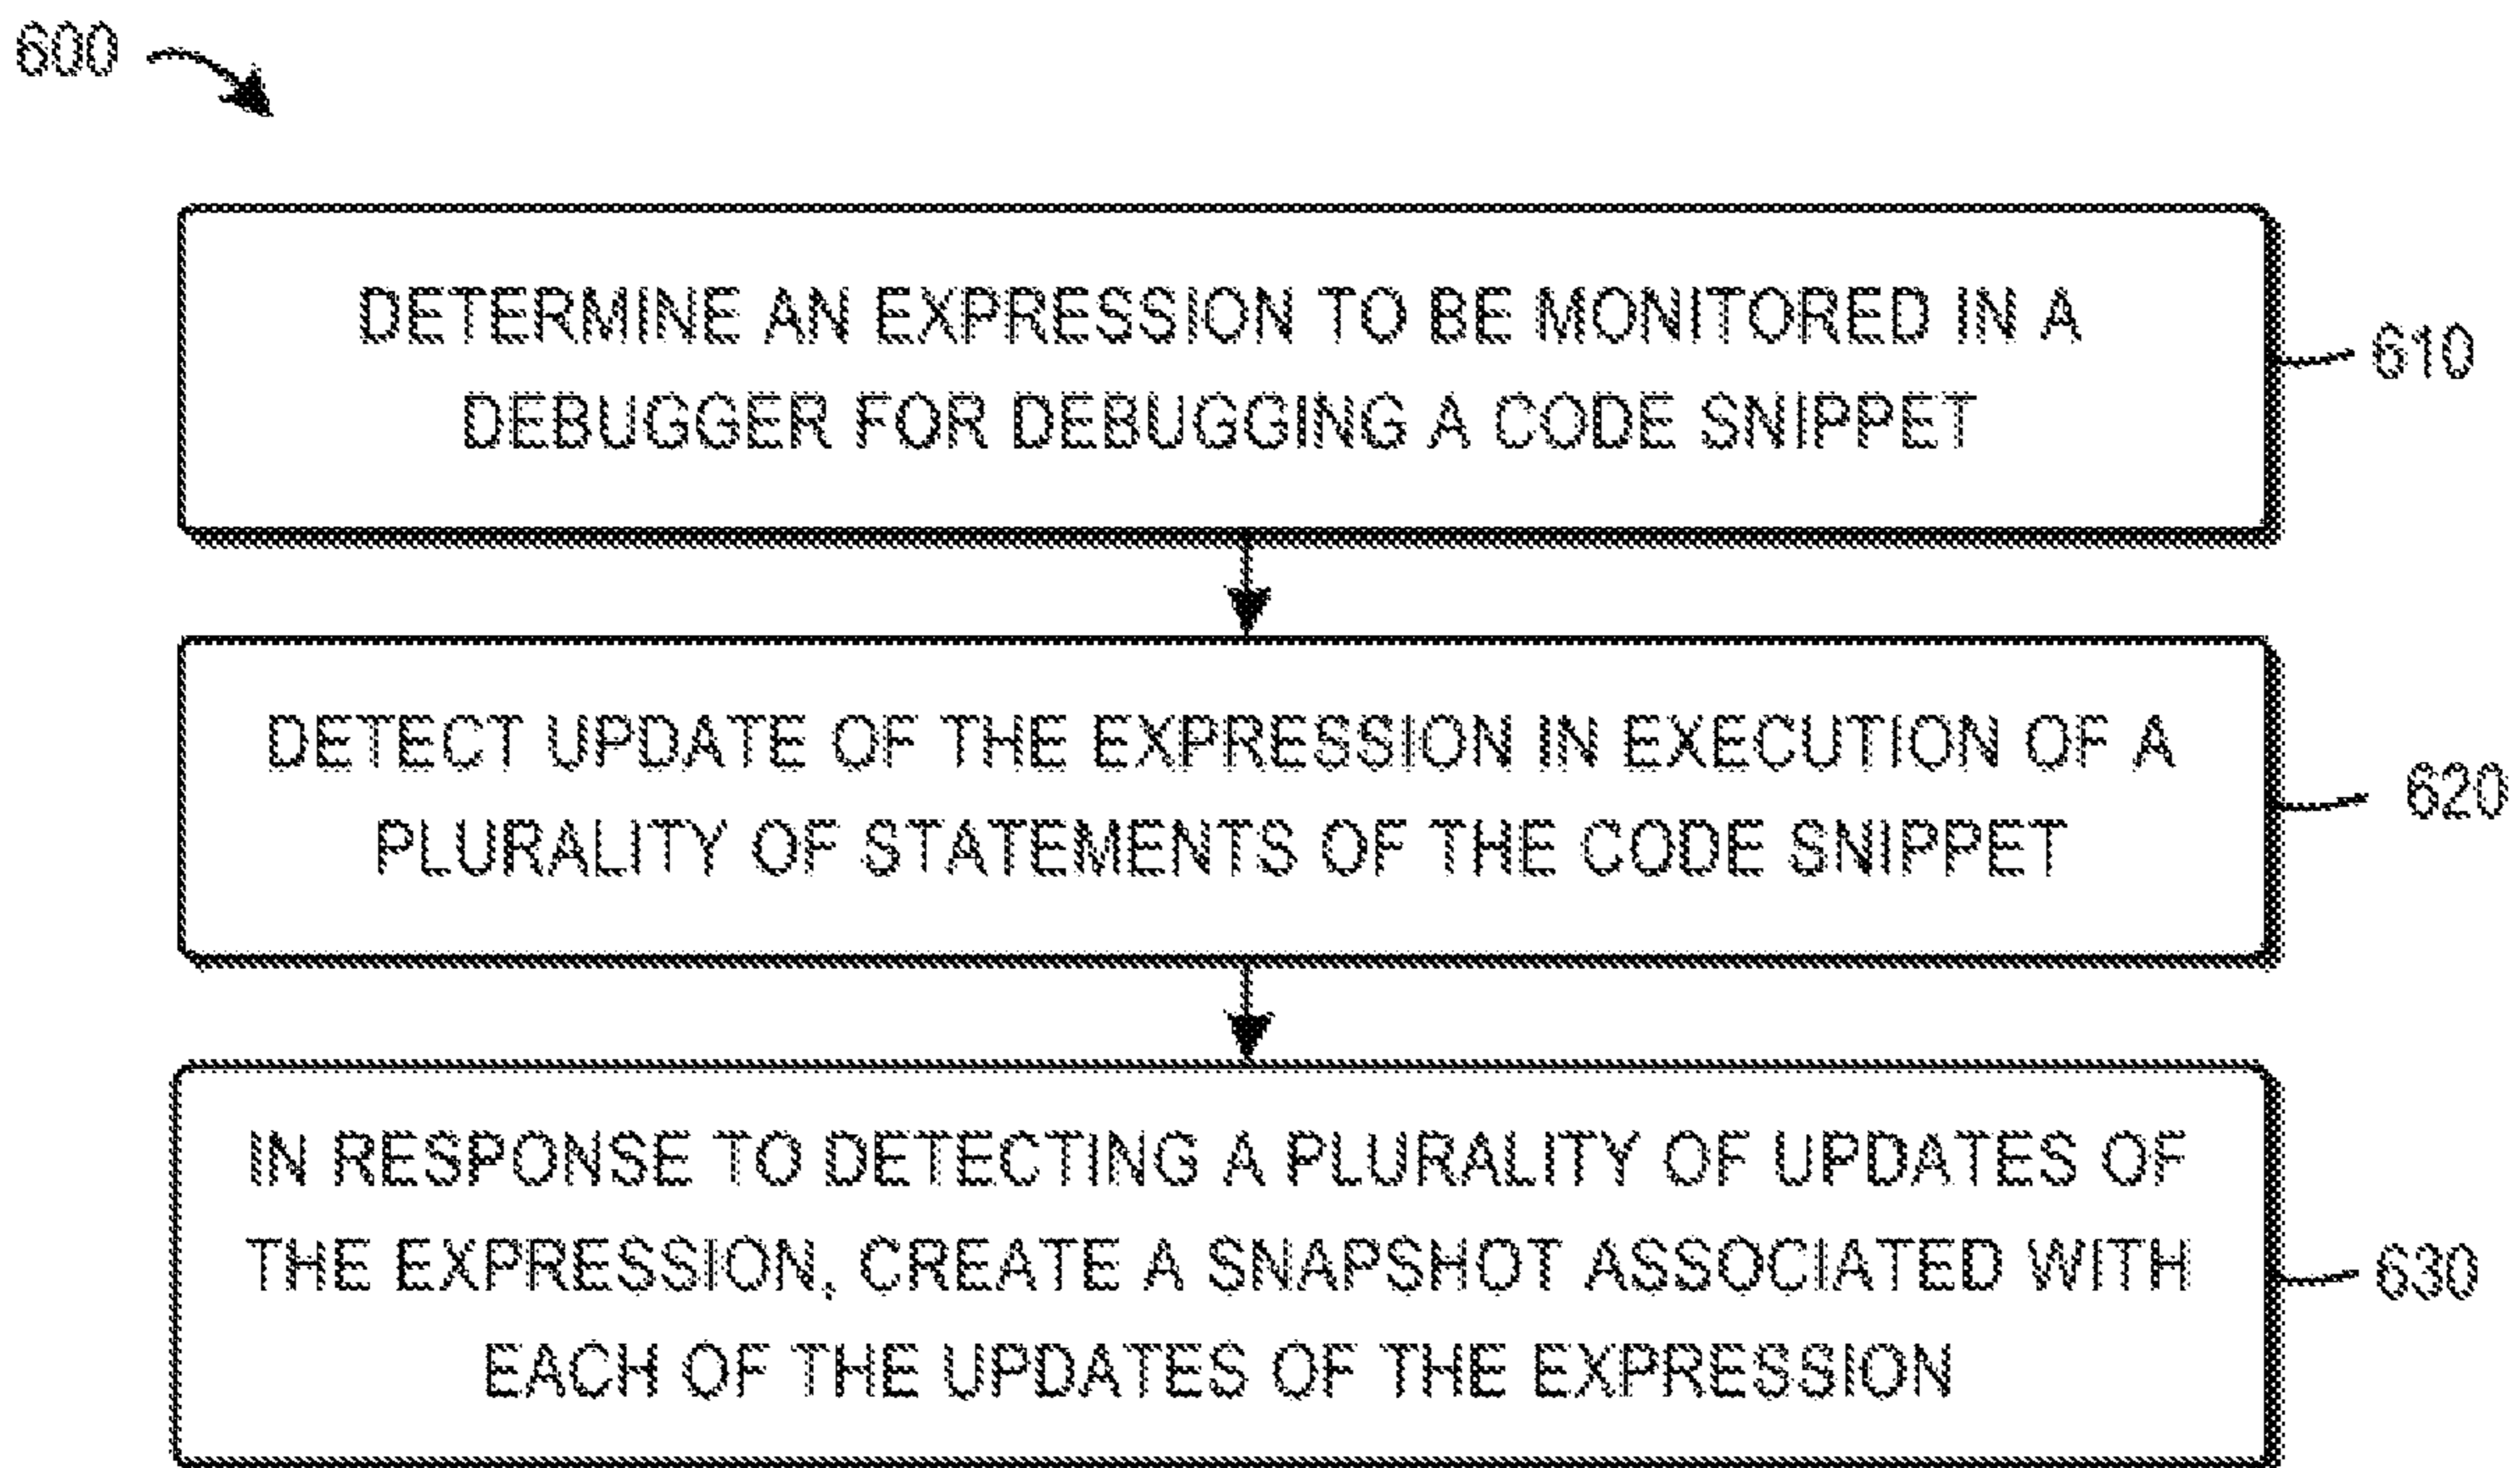 600
DETERMINE AN EXPRESSION TO BE MONITORED IN A
DEBUGGER FOR DEBUGGING A CODE SNIPPET
610
DETECT UPDATE OF THE EXPRESSION IN EXECUTION OF A
PLURALITY OF STATEMENTS OF THE CODE SNIPPET
620
IN RESPONSE TO DETECTING A PLURALITY OF UPDATES OF
THE EXPRESSION, CREATE A SNAPSHOT ASSOCIATED WITH
EACH OF THE UPDATES OF THE EXPRESSION
630